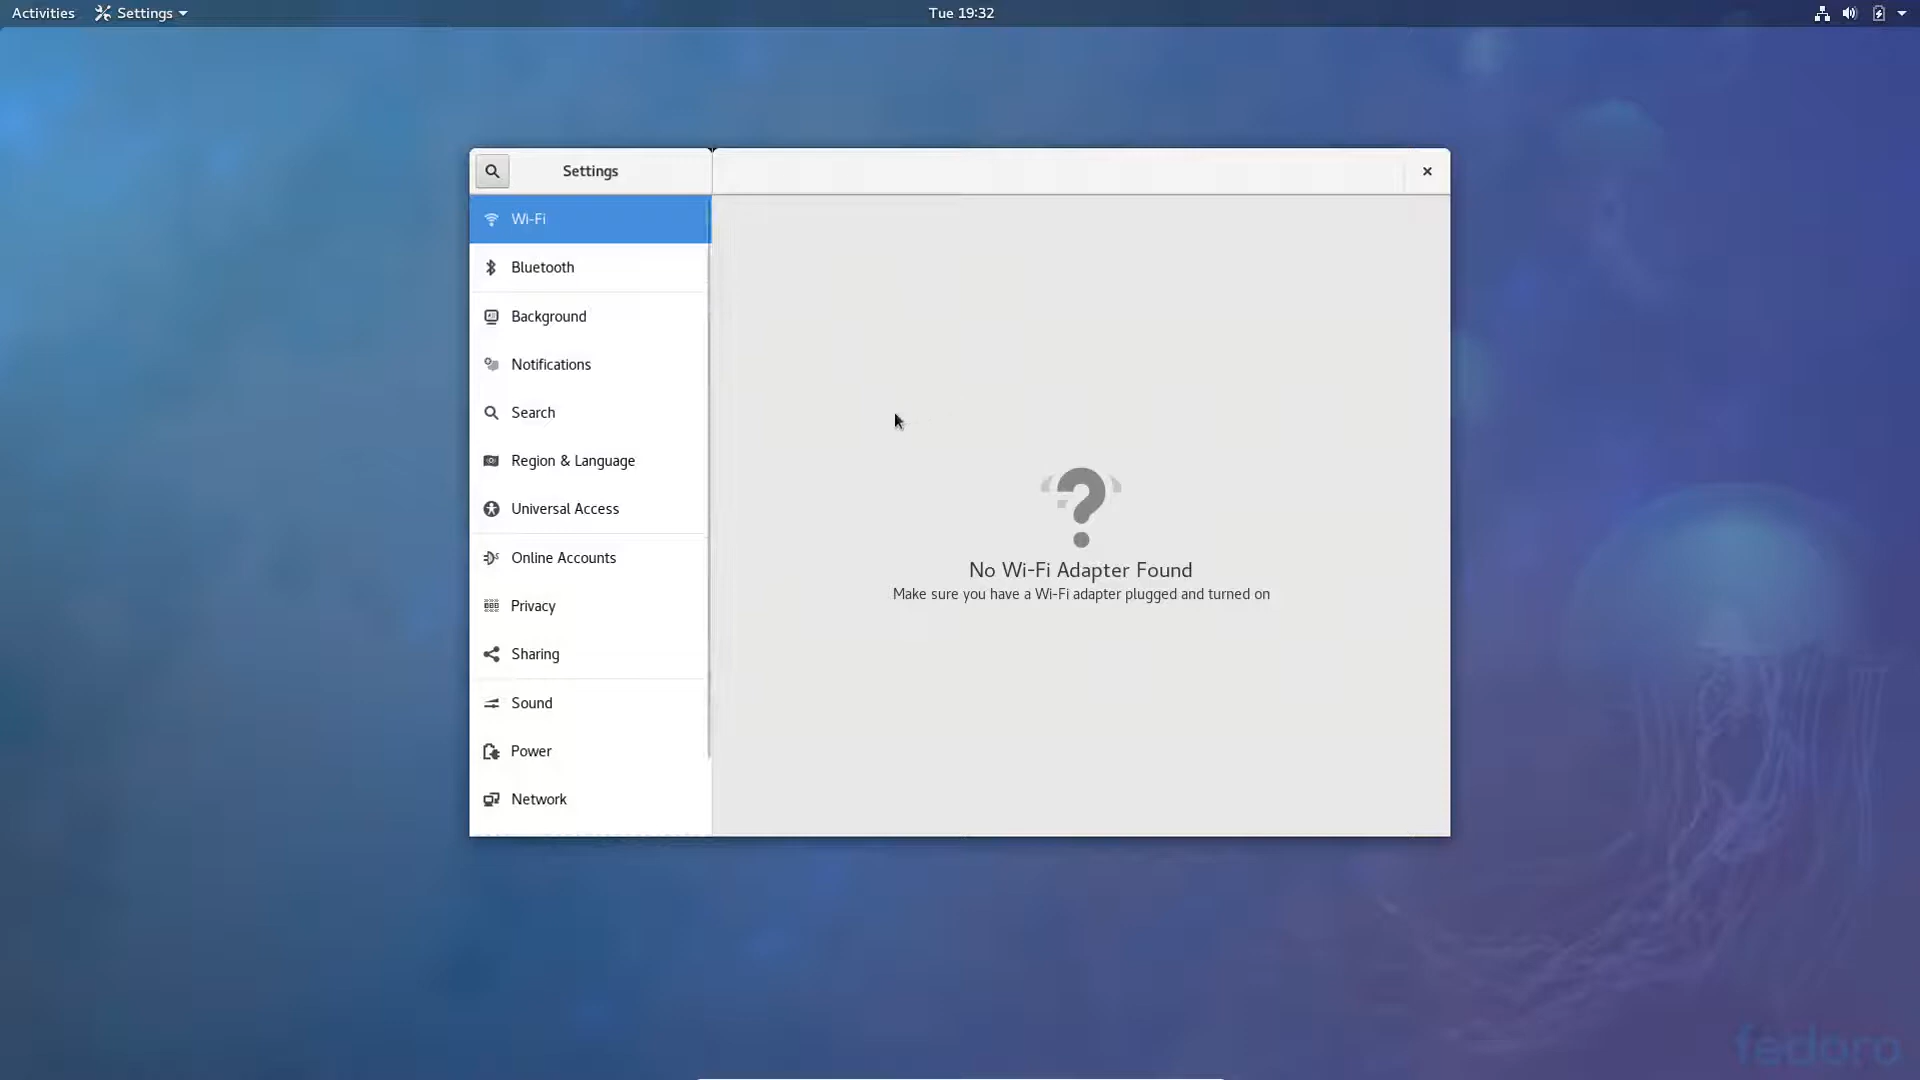 Activities
Settings
Tue 19:32
Settings
Wi-Fi
Bluetooth
Background
Notifications
Search
Region & Language
Universal Access
Online Accounts
Privacy
Sharing
Sound
Power
Network
No Wi-Fi Adapter Found
Make sure you have a Wi-Fi adapter plugged and turned on
fedora